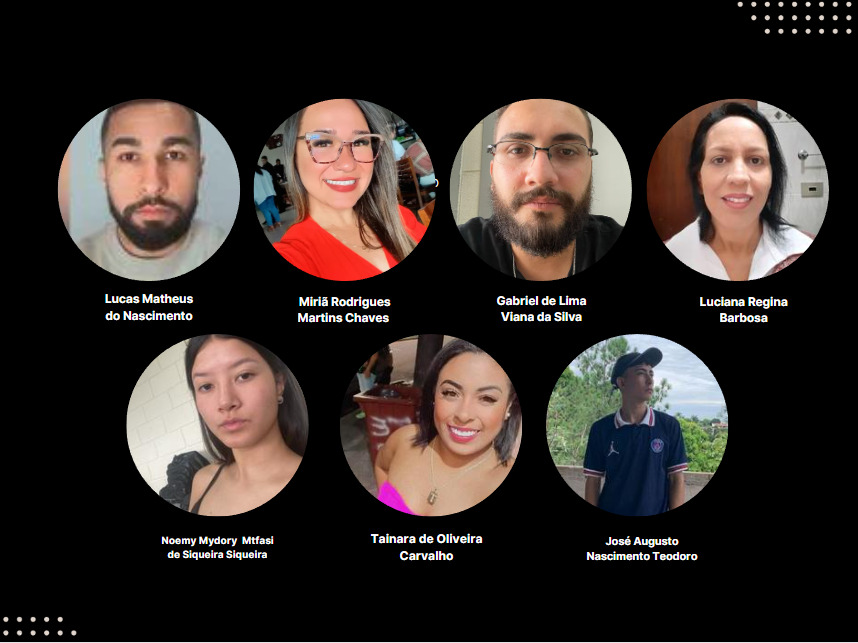 Lucas Matheus
do Nascimento
Miriã Rodrigues
Martins Chaves
Gabriel de Lima
Viana da Silva
Luciana Regina
Barbosa
Noemy Mydory Mtfasi
de Siqueira Siqueira
Tainara de Oliveira
Carvalho
José Augusto
Nascimento Teodoro